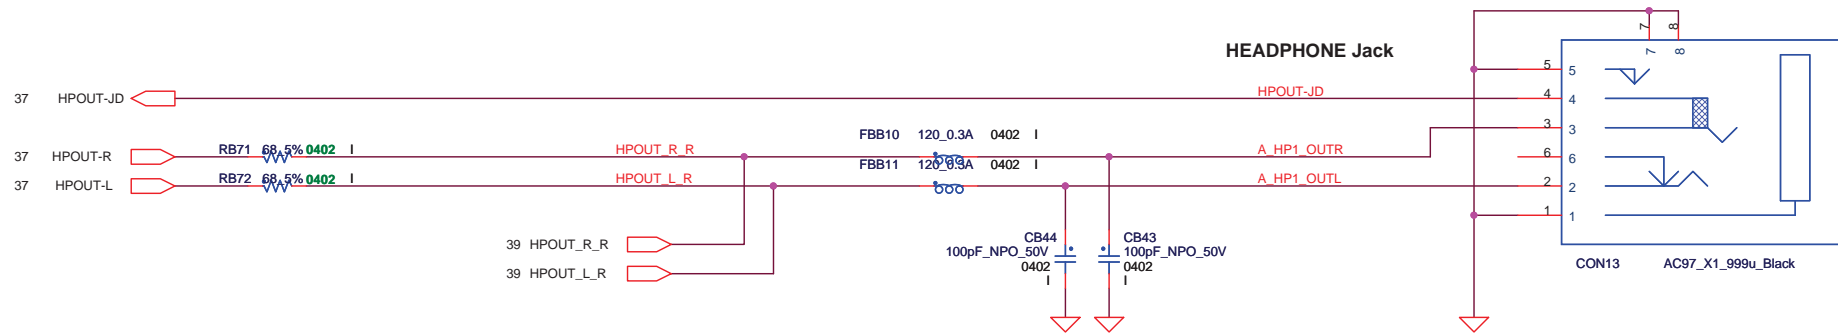 HEADPHONE Jack
7 8
7 8
5 5
37 HPOUT-JD HPOUT-JD 4 4
FBB10 120_0.3A 0402 I 3 3
37 HPOUT-R RB71 68_5% 0402 I HPOUT_R_R A_HP1_OUTR 6 6
FBB11 120_0.3A 0402 I
37 HPOUT-L RB72 68_5% 0402 I HPOUT_L_R A_HP1_OUTL 2 2
1 1
39 HPOUT_R_R CB44 CB43
100pF_NPO_50V 100pF_NPO_50V
39 HPOUT_L_R 0402 0402
I I
CON13 AC97_X1_999u_Black